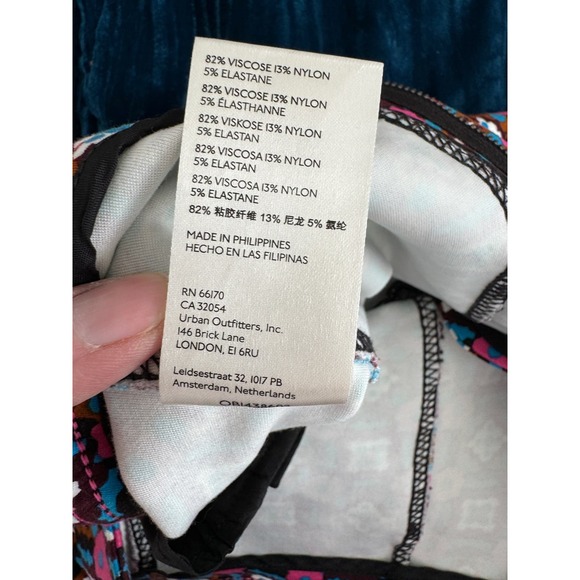 82% VISCOSE 13% NYLON
5% ELASTANE
82% VISCOSE 13% NYLON
5% ÉLASTHANNE
82% VISKOSE 13% NYLON
5% ELASTAN
82% VISCOSA 13% NYLON
5% ELASTAN
82% VISCOSA 13% NYLON
5% ELASTANE
82% 粘胶纤维 13% 尼龙 5% 氨纶
MADE IN PHILIPPINES
HECHO EN LAS FILIPINAS
RN 66170
CA 32054
Urban Outfitters, Inc.
146 Brick Lane
LONDON, E1 6RU
Leidsestraat 32, 1017 PB
Amsterdam, Netherlands